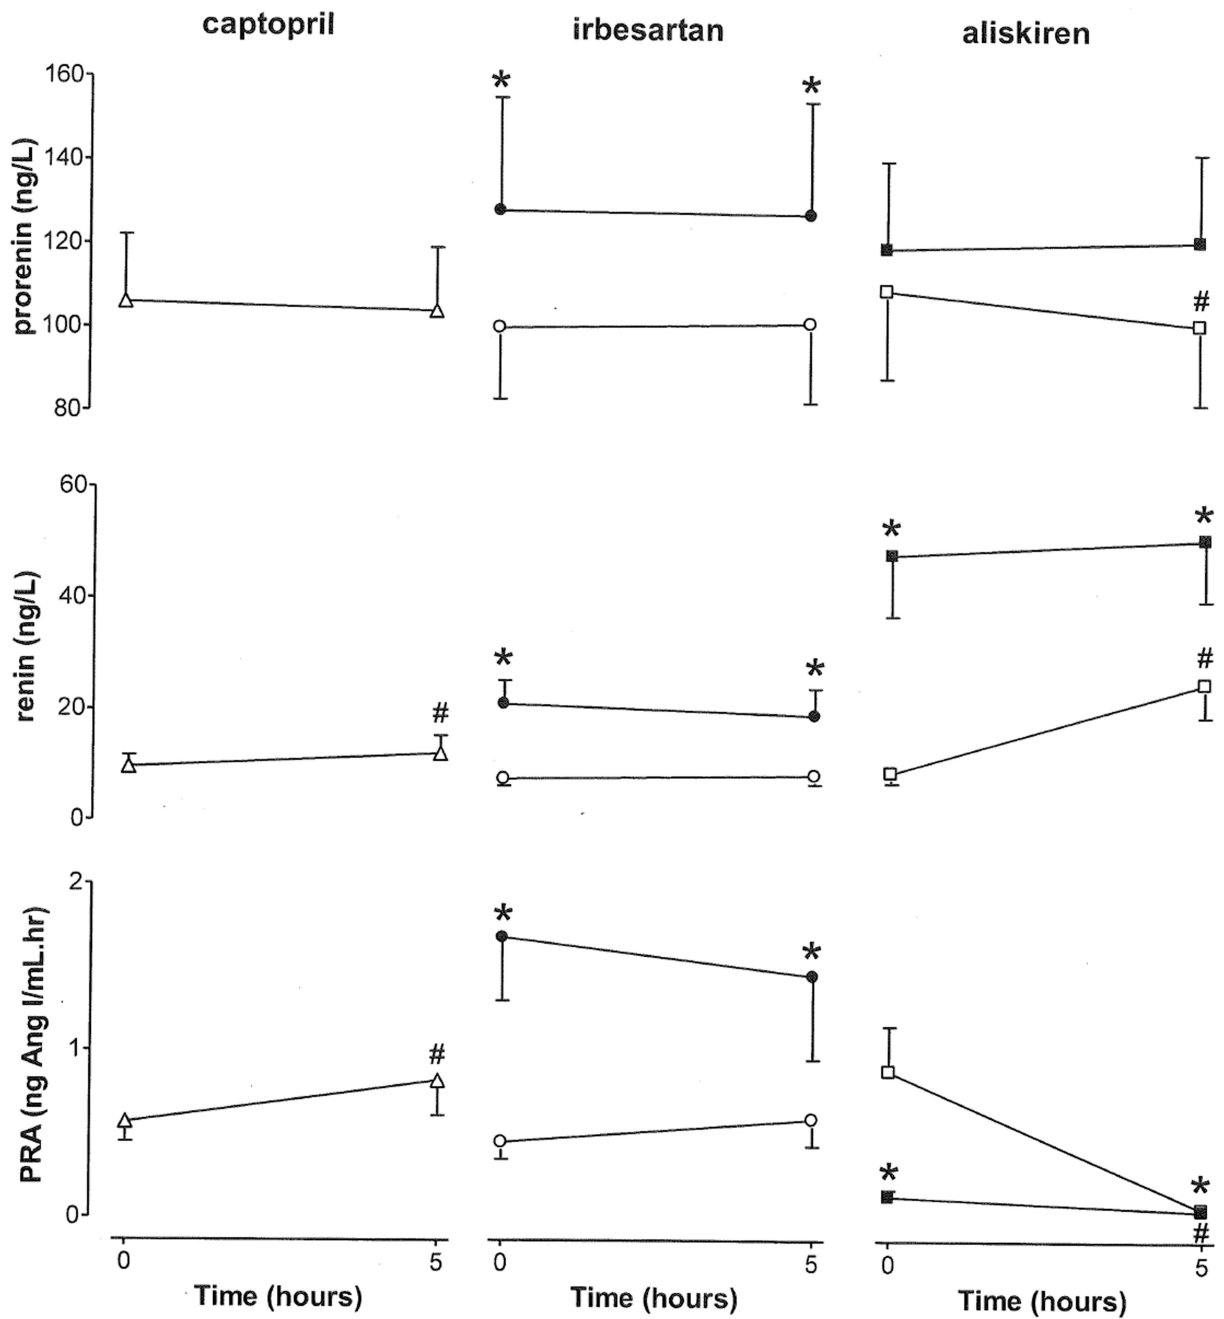 captopril irbesartan aliskiren
160
* *
prorenin (ng/L)
140
120
#
100
80
60
* *
renin (ng/L)
40
* * #
20
#
0
2
PRA (ng Ang I/mL.hr)
* *
1
#
* *
0
#
0 5 0 5 0 5
Time (hours) Time (hours) Time (hours)